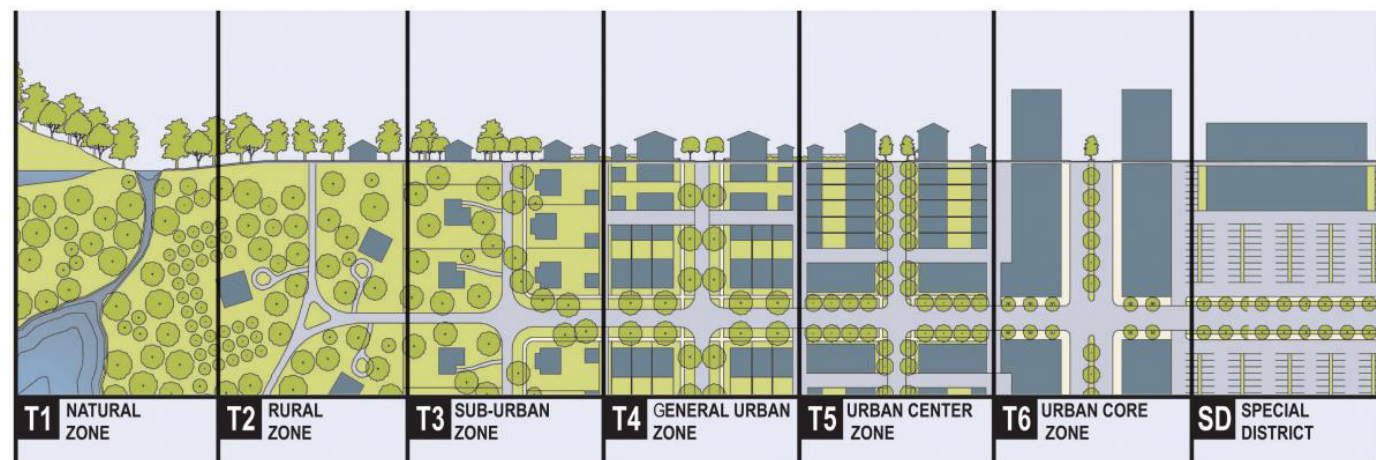 T1 NATURAL
ZONE
T2 RURAL
ZONE
T3 SUB-URBAN
ZONE
T4 GENERAL URBAN
ZONE
T5 URBAN CENTER
ZONE
T6 URBAN CORE
ZONE
SD SPECIAL
DISTRICT